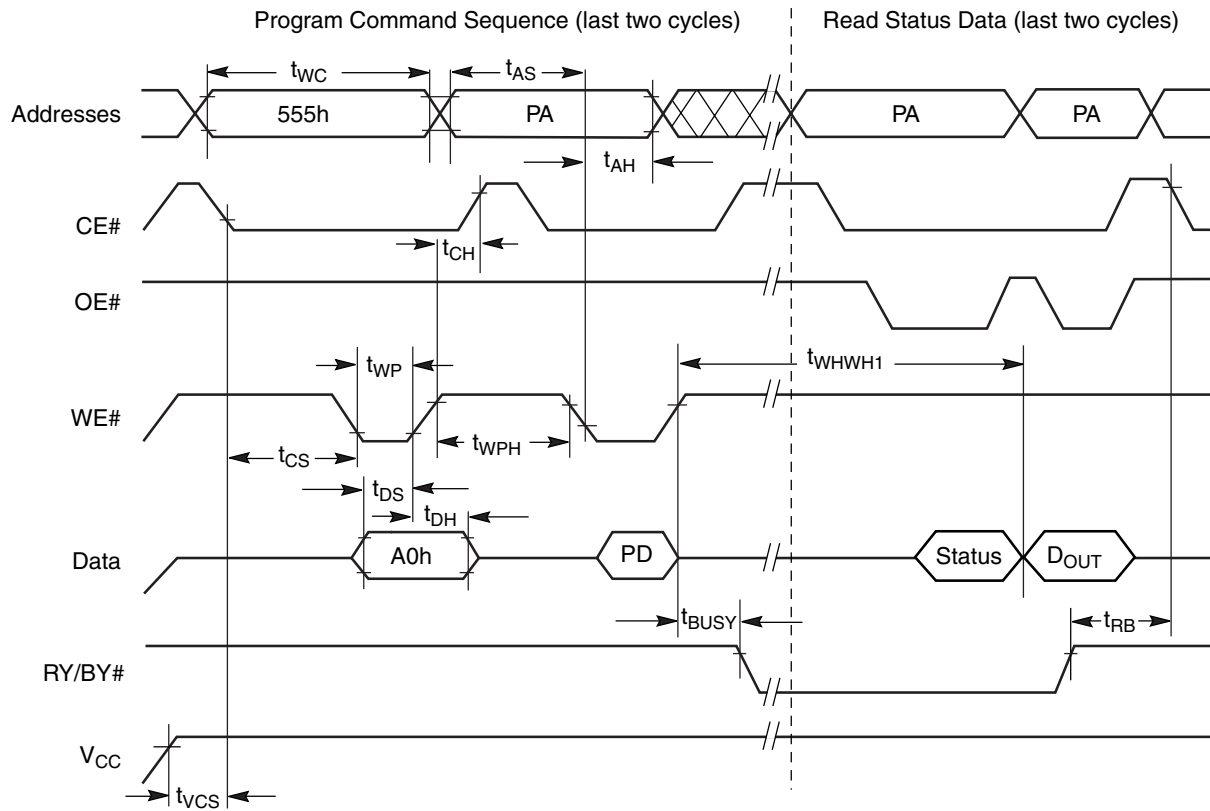 Program Command Sequence (last two cycles)
Read Status Data (last two cycles)
tWC
tAS
Addresses
555h
PA
PA
PA
tAH
CE#
tCH
OE#
tWP
tWHWH1
WE#
tCS
tWPH
tDS
tDH
Data
A0h
PD
Status
DOUT
tBUSY
tRB
RY/BY#
VCC
tVCS